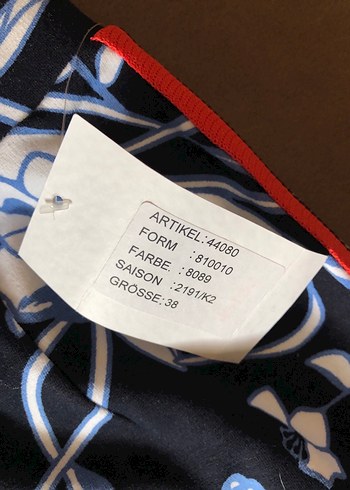 ARTIKEL:44080
FORM :810010
FARBE :8089
SAISON :2191/K2
GRÖSSE:38